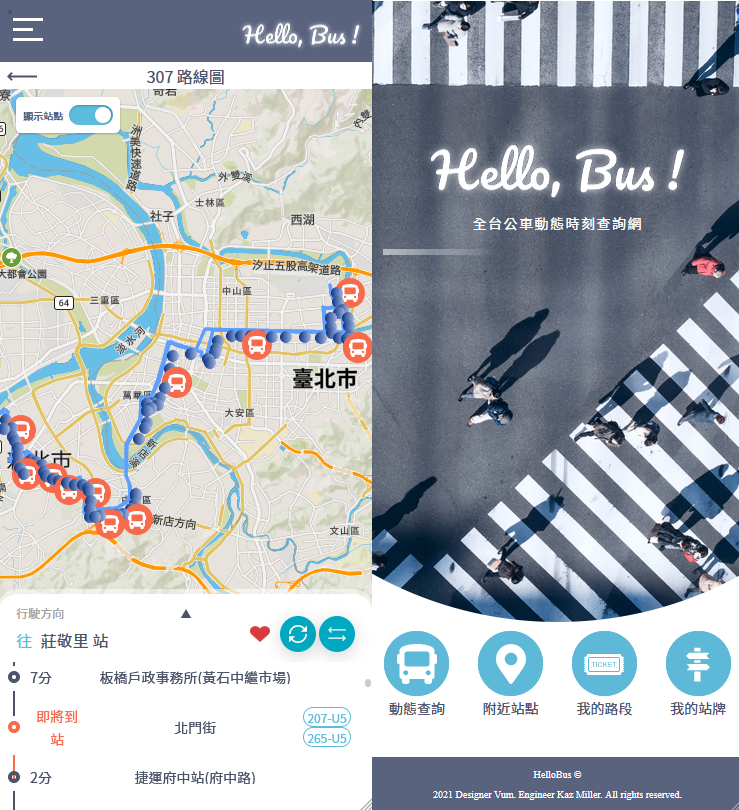 Hello, Bus !
307 路線圖
顯示站點
洲美快速道路
外雙溪
士林區
社子
西湖
汐止五股高架道路
大都會公園
中山區
64
三重區
淡水河
臺北市
萬華區
大安區
新店溪
新店方向
文山區
行駛方向
往 莊敬里 站
7分 板橋戶政事務所(黃石中繼市場)
即將到站 北門街
207-U5
265-U5
2分 捷運府中站(府中路)
Hello, Bus !
全台公車動態時刻查詢網
TICKET
動態查詢 附近站點 我的路段 我的站牌
HelloBus ©
2021 Designer Vum. Engineer Kaz Miller. All rights reserved.